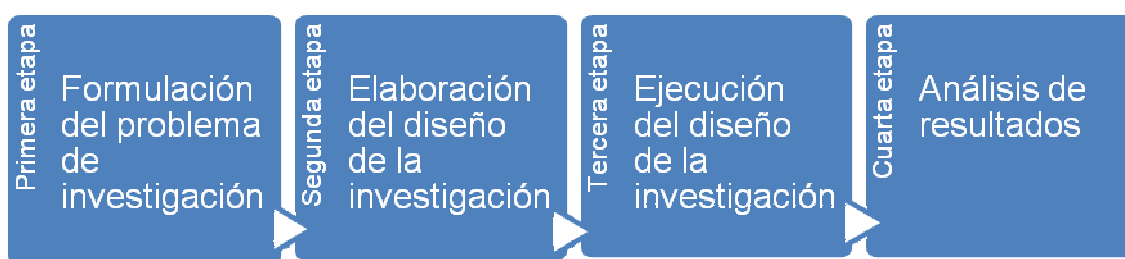 Primera etapa
Formulación
del problema
de
investigación
Segunda etapa
Elaboración
del diseño
de la
investigación
Tercera etapa
Ejecución
del diseño
de la
investigación
Cuarta etapa
Análisis de
resultados